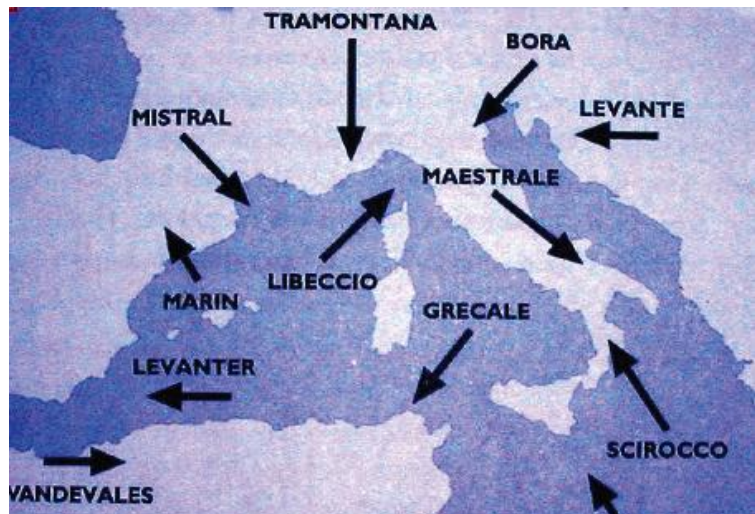 TRAMONTANA
BORA
MISTRAL
LEVANTE
MAESTRALE
LIBECCIO
MARIN
GRECALE
LEVANTER
SCIROCCO
VANDEVALES